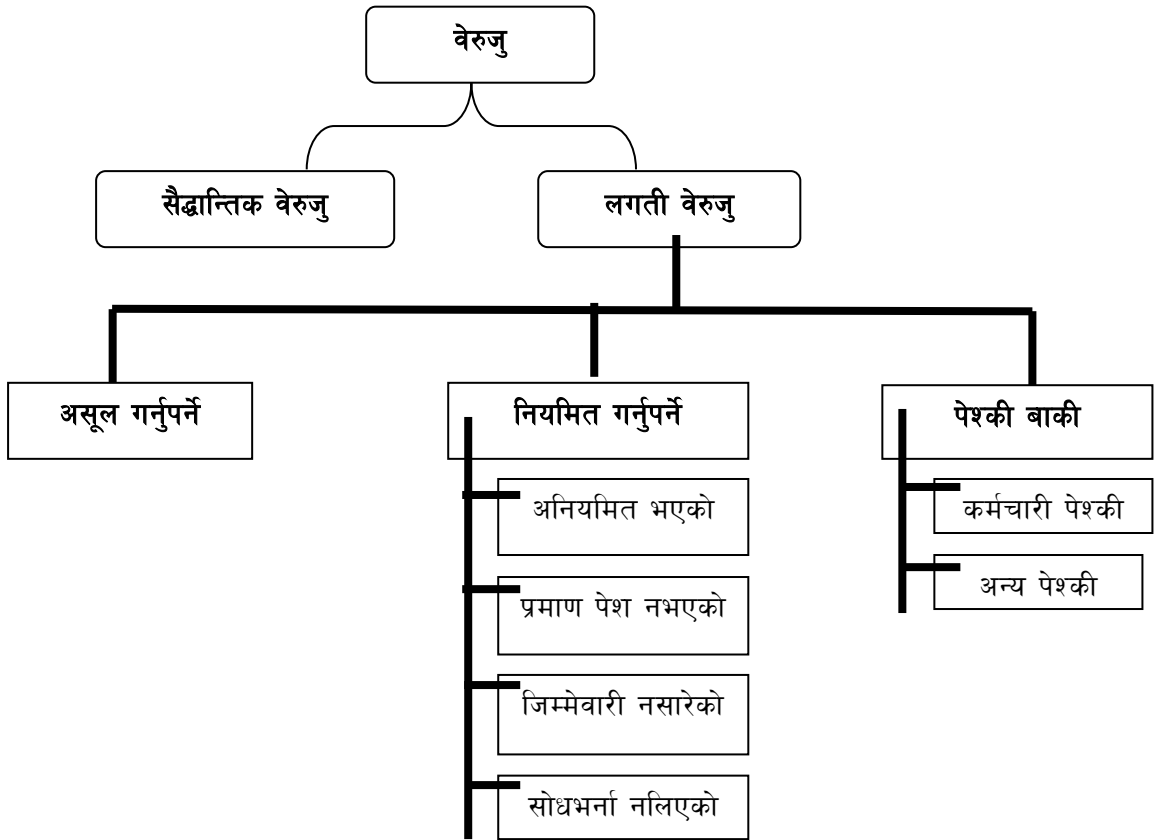 वेरुजु
सैद्धान्तिक वेरुजु
लगती वेरुजु
असूल गर्नुपर्ने
नियमित गर्नुपर्ने
पेश्की बाकी
अनियमित भएको
प्रमाण पेश नभएको
जिम्मेवारी नसारेको
सोधभर्ना नलिएको
कर्मचारी पेश्की
अन्य पेश्की